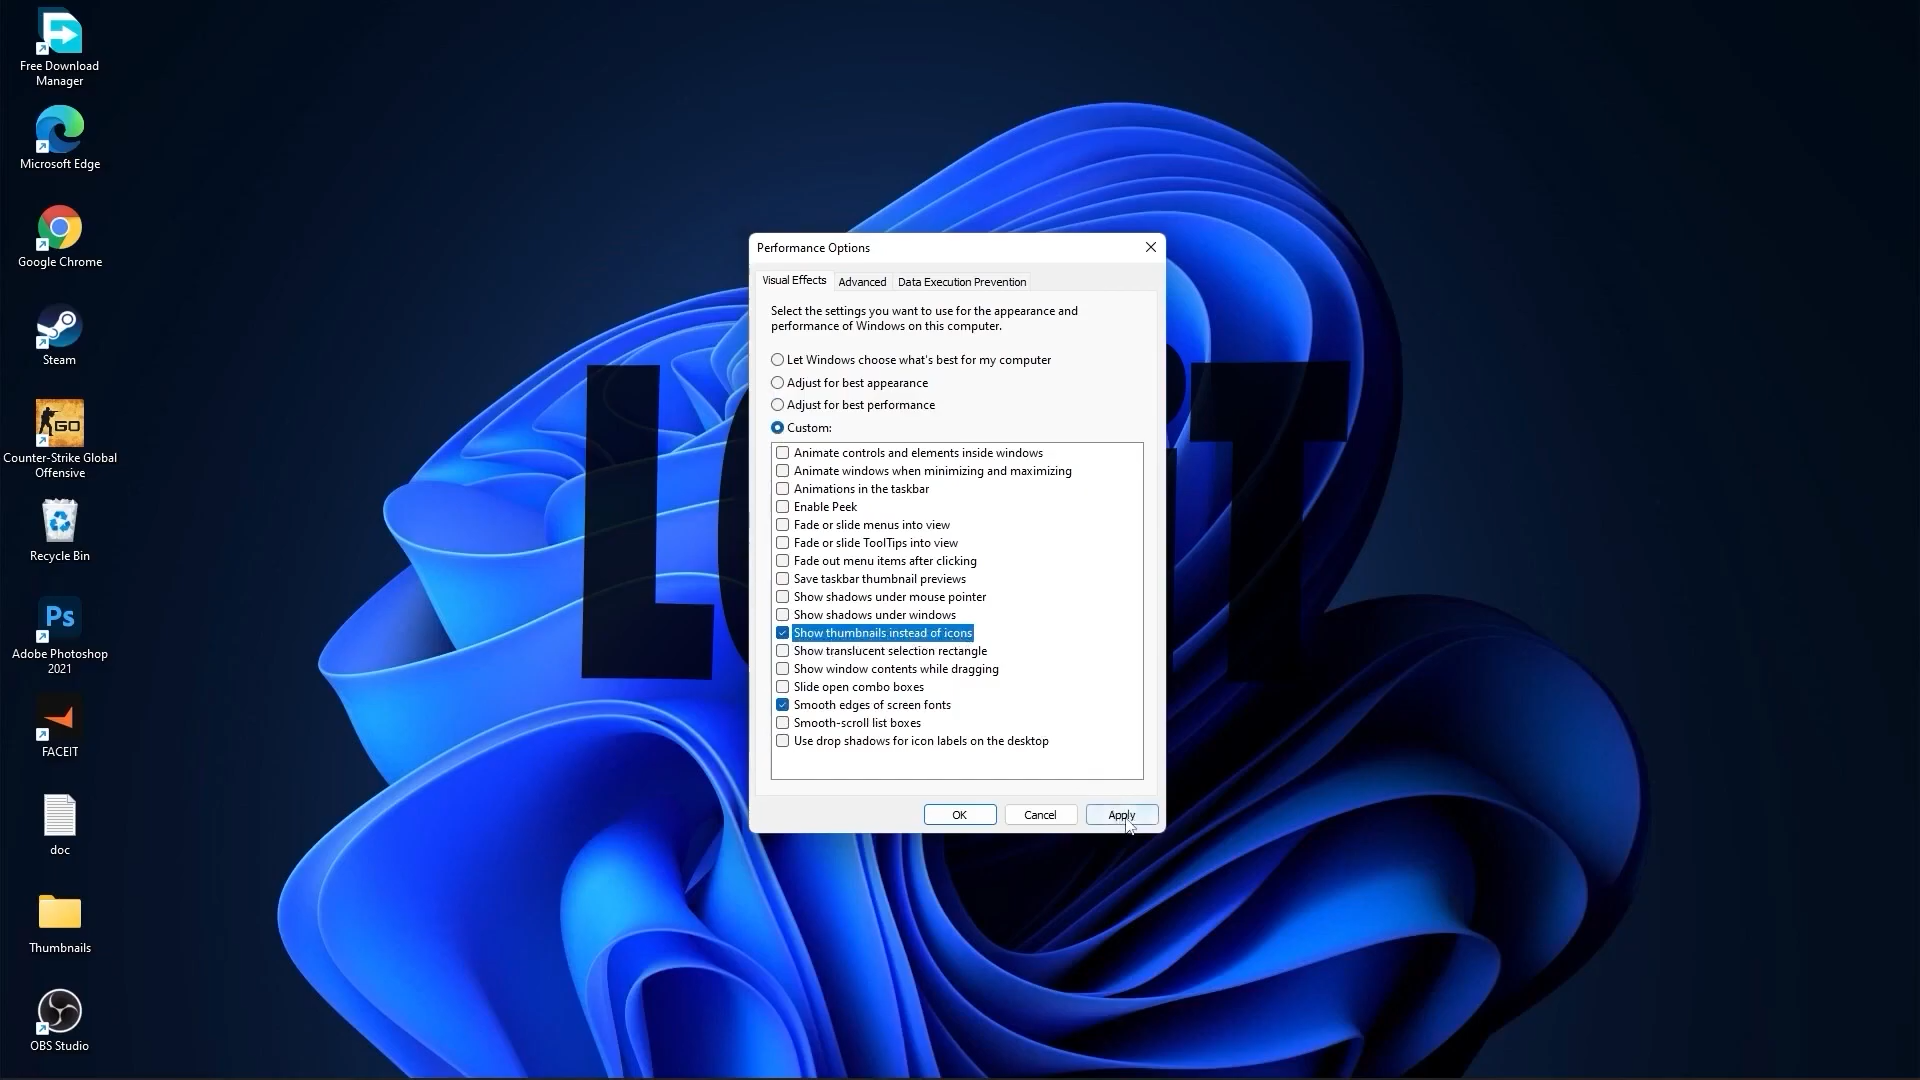 Free Download
Manager
Microsoft Edge
Google Chrome
Steam
GO
Counter-Strike Global
Offensive
Recycle Bin
Ps
Adobe Photoshop
2021
FACEIT
doc
Thumbnails
OBS Studio
Performance Options
Visual Effects
Advanced
Data Execution Prevention
Select the settings you want to use for the appearance and
performance of Windows on this computer.
Let Windows choose what's best for my computer
Adjust for best appearance
Adjust for best performance
Custom:
Animate controls and elements inside windows
Animate windows when minimizing and maximizing
Animations in the taskbar
Enable Peek
Fade or slide menus into view
Fade or slide ToolTips into view
Fade out menu items after clicking
Save taskbar thumbnail previews
Show shadows under mouse pointer
Show shadows under windows
Show thumbnails instead of icons
Show translucent selection rectangle
Show window contents while dragging
Slide open combo boxes
Smooth edges of screen fonts
Smooth-scroll list boxes
Use drop shadows for icon labels on the desktop
OK
Cancel
Apply